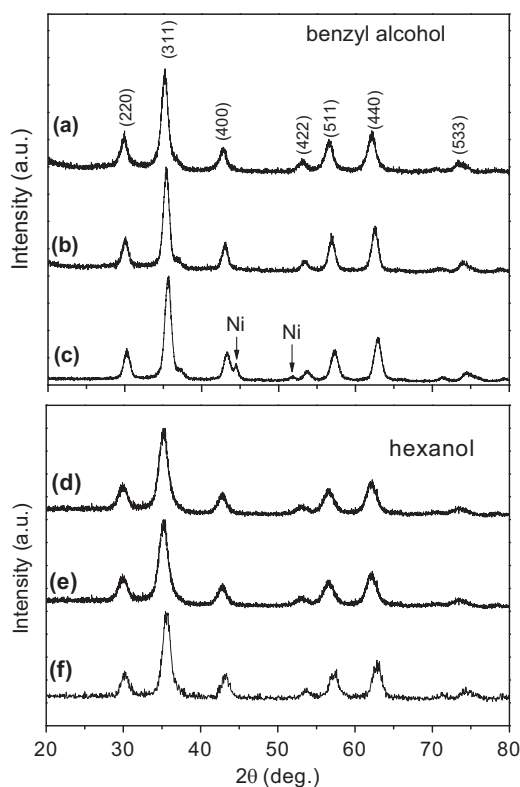 benzyl alcohol
(220)
(311)
(400)
(422)
(511)
(440)
(533)
(a)
(b)
(c)
Ni
Ni
Intensity (a.u.)
hexanol
(d)
(e)
(f)
Intensity (a.u.)
20 30 40 50 60 70 80
2θ (deg.)